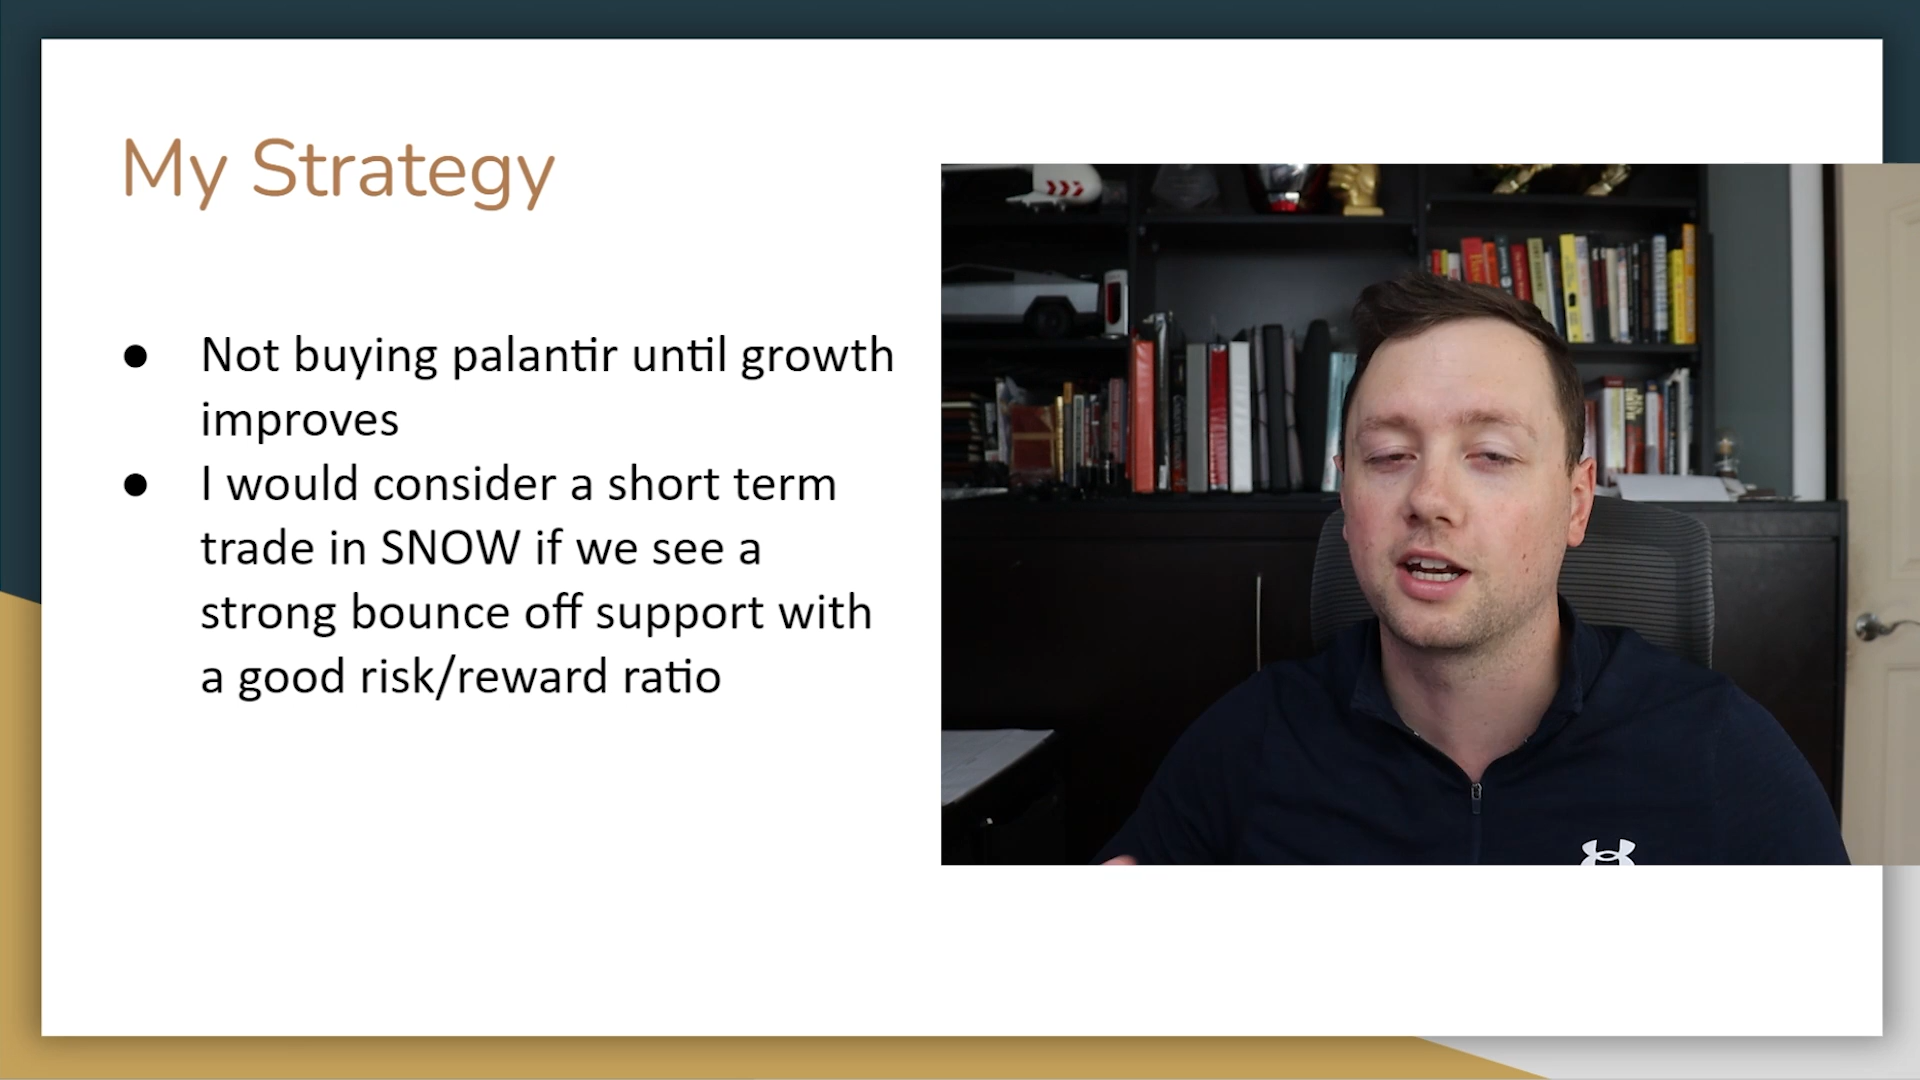 My Strategy
● Not buying palantir until growth
improves
● I would consider a short term
trade in SNOW if we see a
strong bounce off support with
a good risk/reward ratio